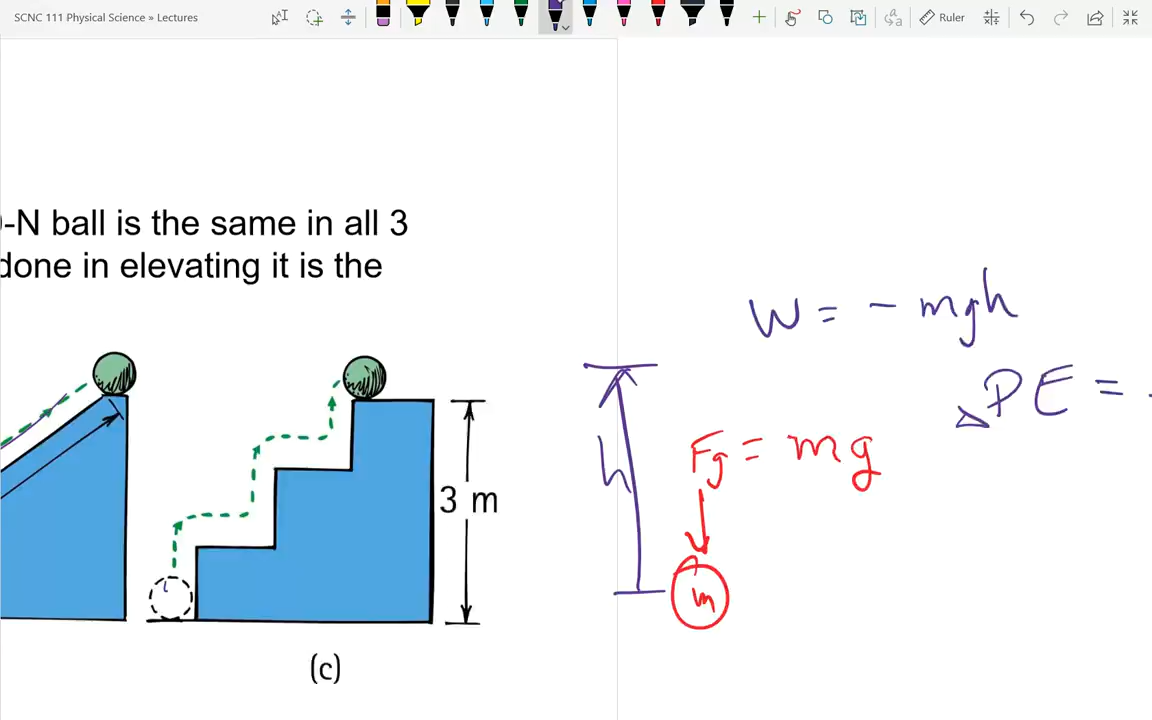 SCNC 111 Physical Science » Lectures
Ruler
-N ball is the same in all 3
done in elevating it is the
W = - mgh
ΔPE =
h
Fg = mg
3 m
m
(c)